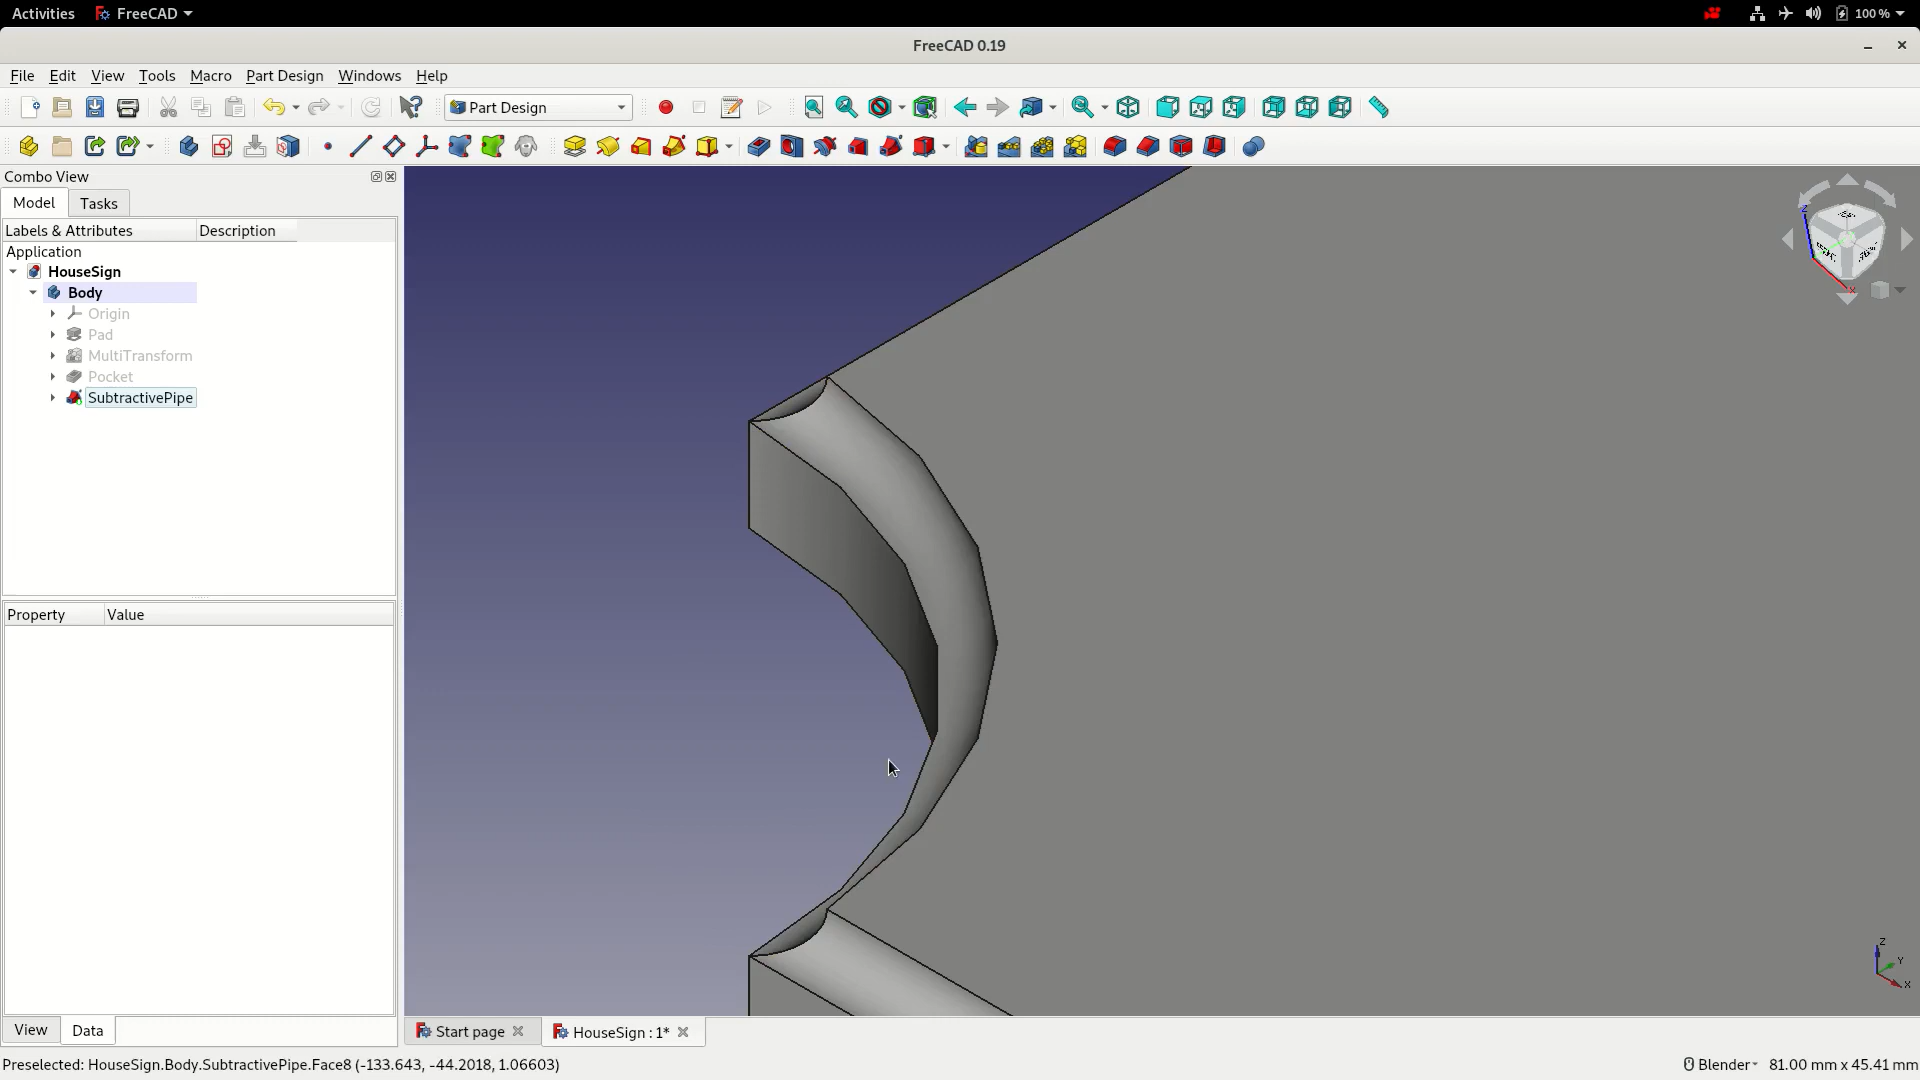 Activities FreeCAD 100 %
FreeCAD 0.19
File Edit View Tools Macro Part Design Windows Help
Part Design
Combo View
Model Tasks
Labels & Attributes Description
Application
HouseSign
Body
Origin
Pad
MultiTransform
Pocket
SubtractivePipe
Property Value
View Data
Start page HouseSign : 1*
Z
X
Z
Y
X
Preselected: HouseSign.Body.SubtractivePipe.Face8 (-133.643, -44.2018, 1.06603) Blender 81.00 mm x 45.41 mm